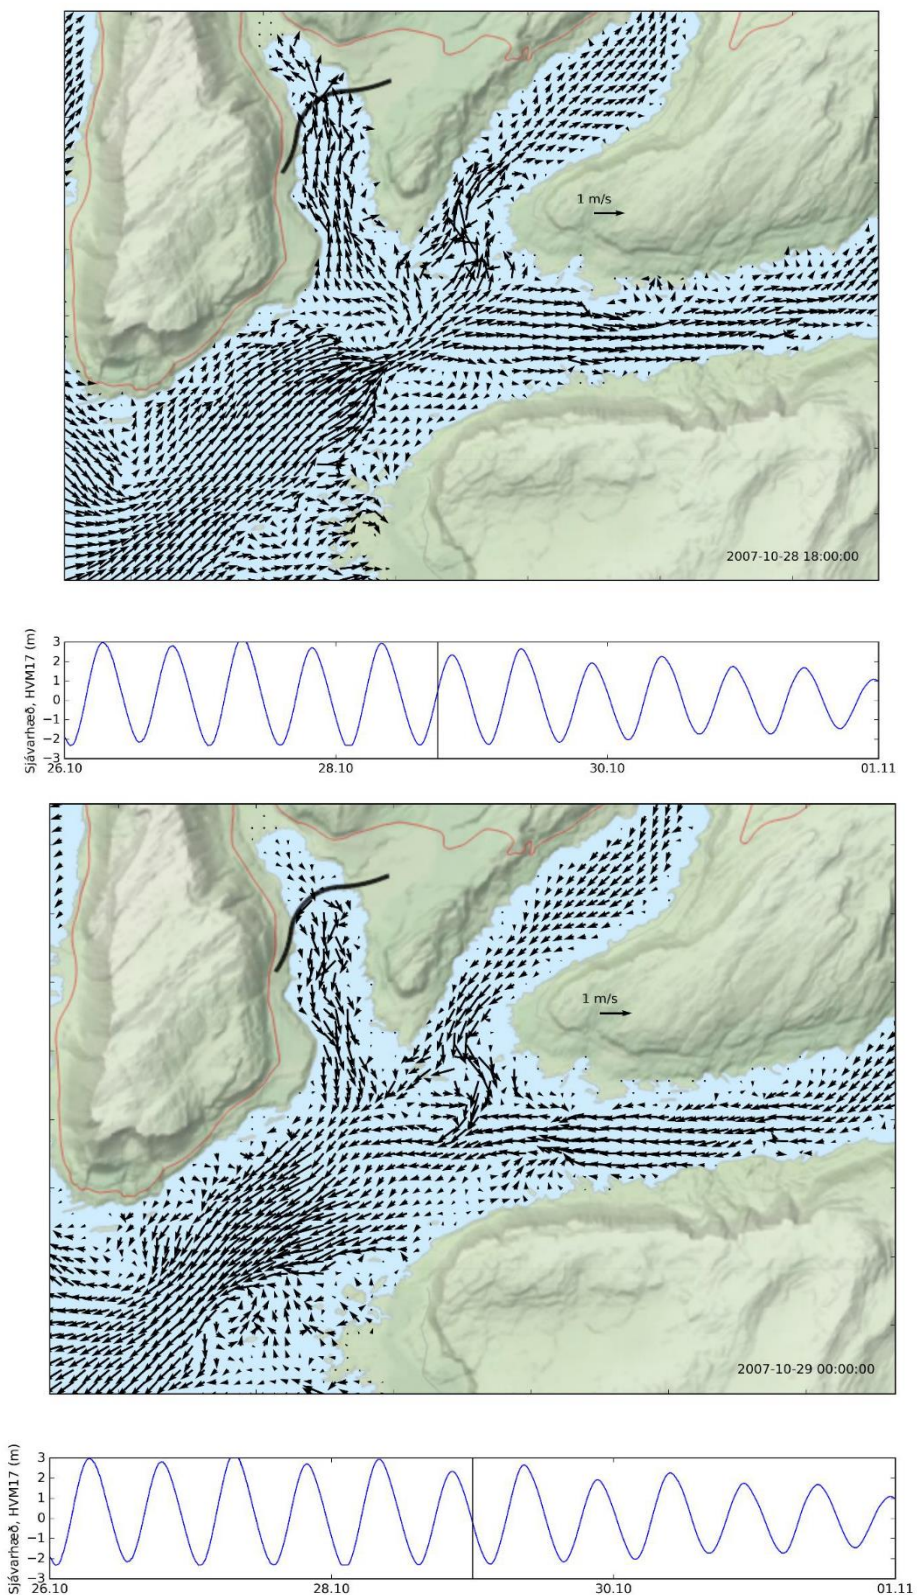 1 m/s
2007-10-28 18:00:00
Sjávarhæð, HVM17 (m)
3
2
1
0
−1
−2
−3
26.10 28.10 30.10 01.11
1 m/s
2007-10-29 00:00:00
Sjávarhæð, HVM17 (m)
3
2
1
0
−1
−2
−3
26.10 28.10 30.10 01.11